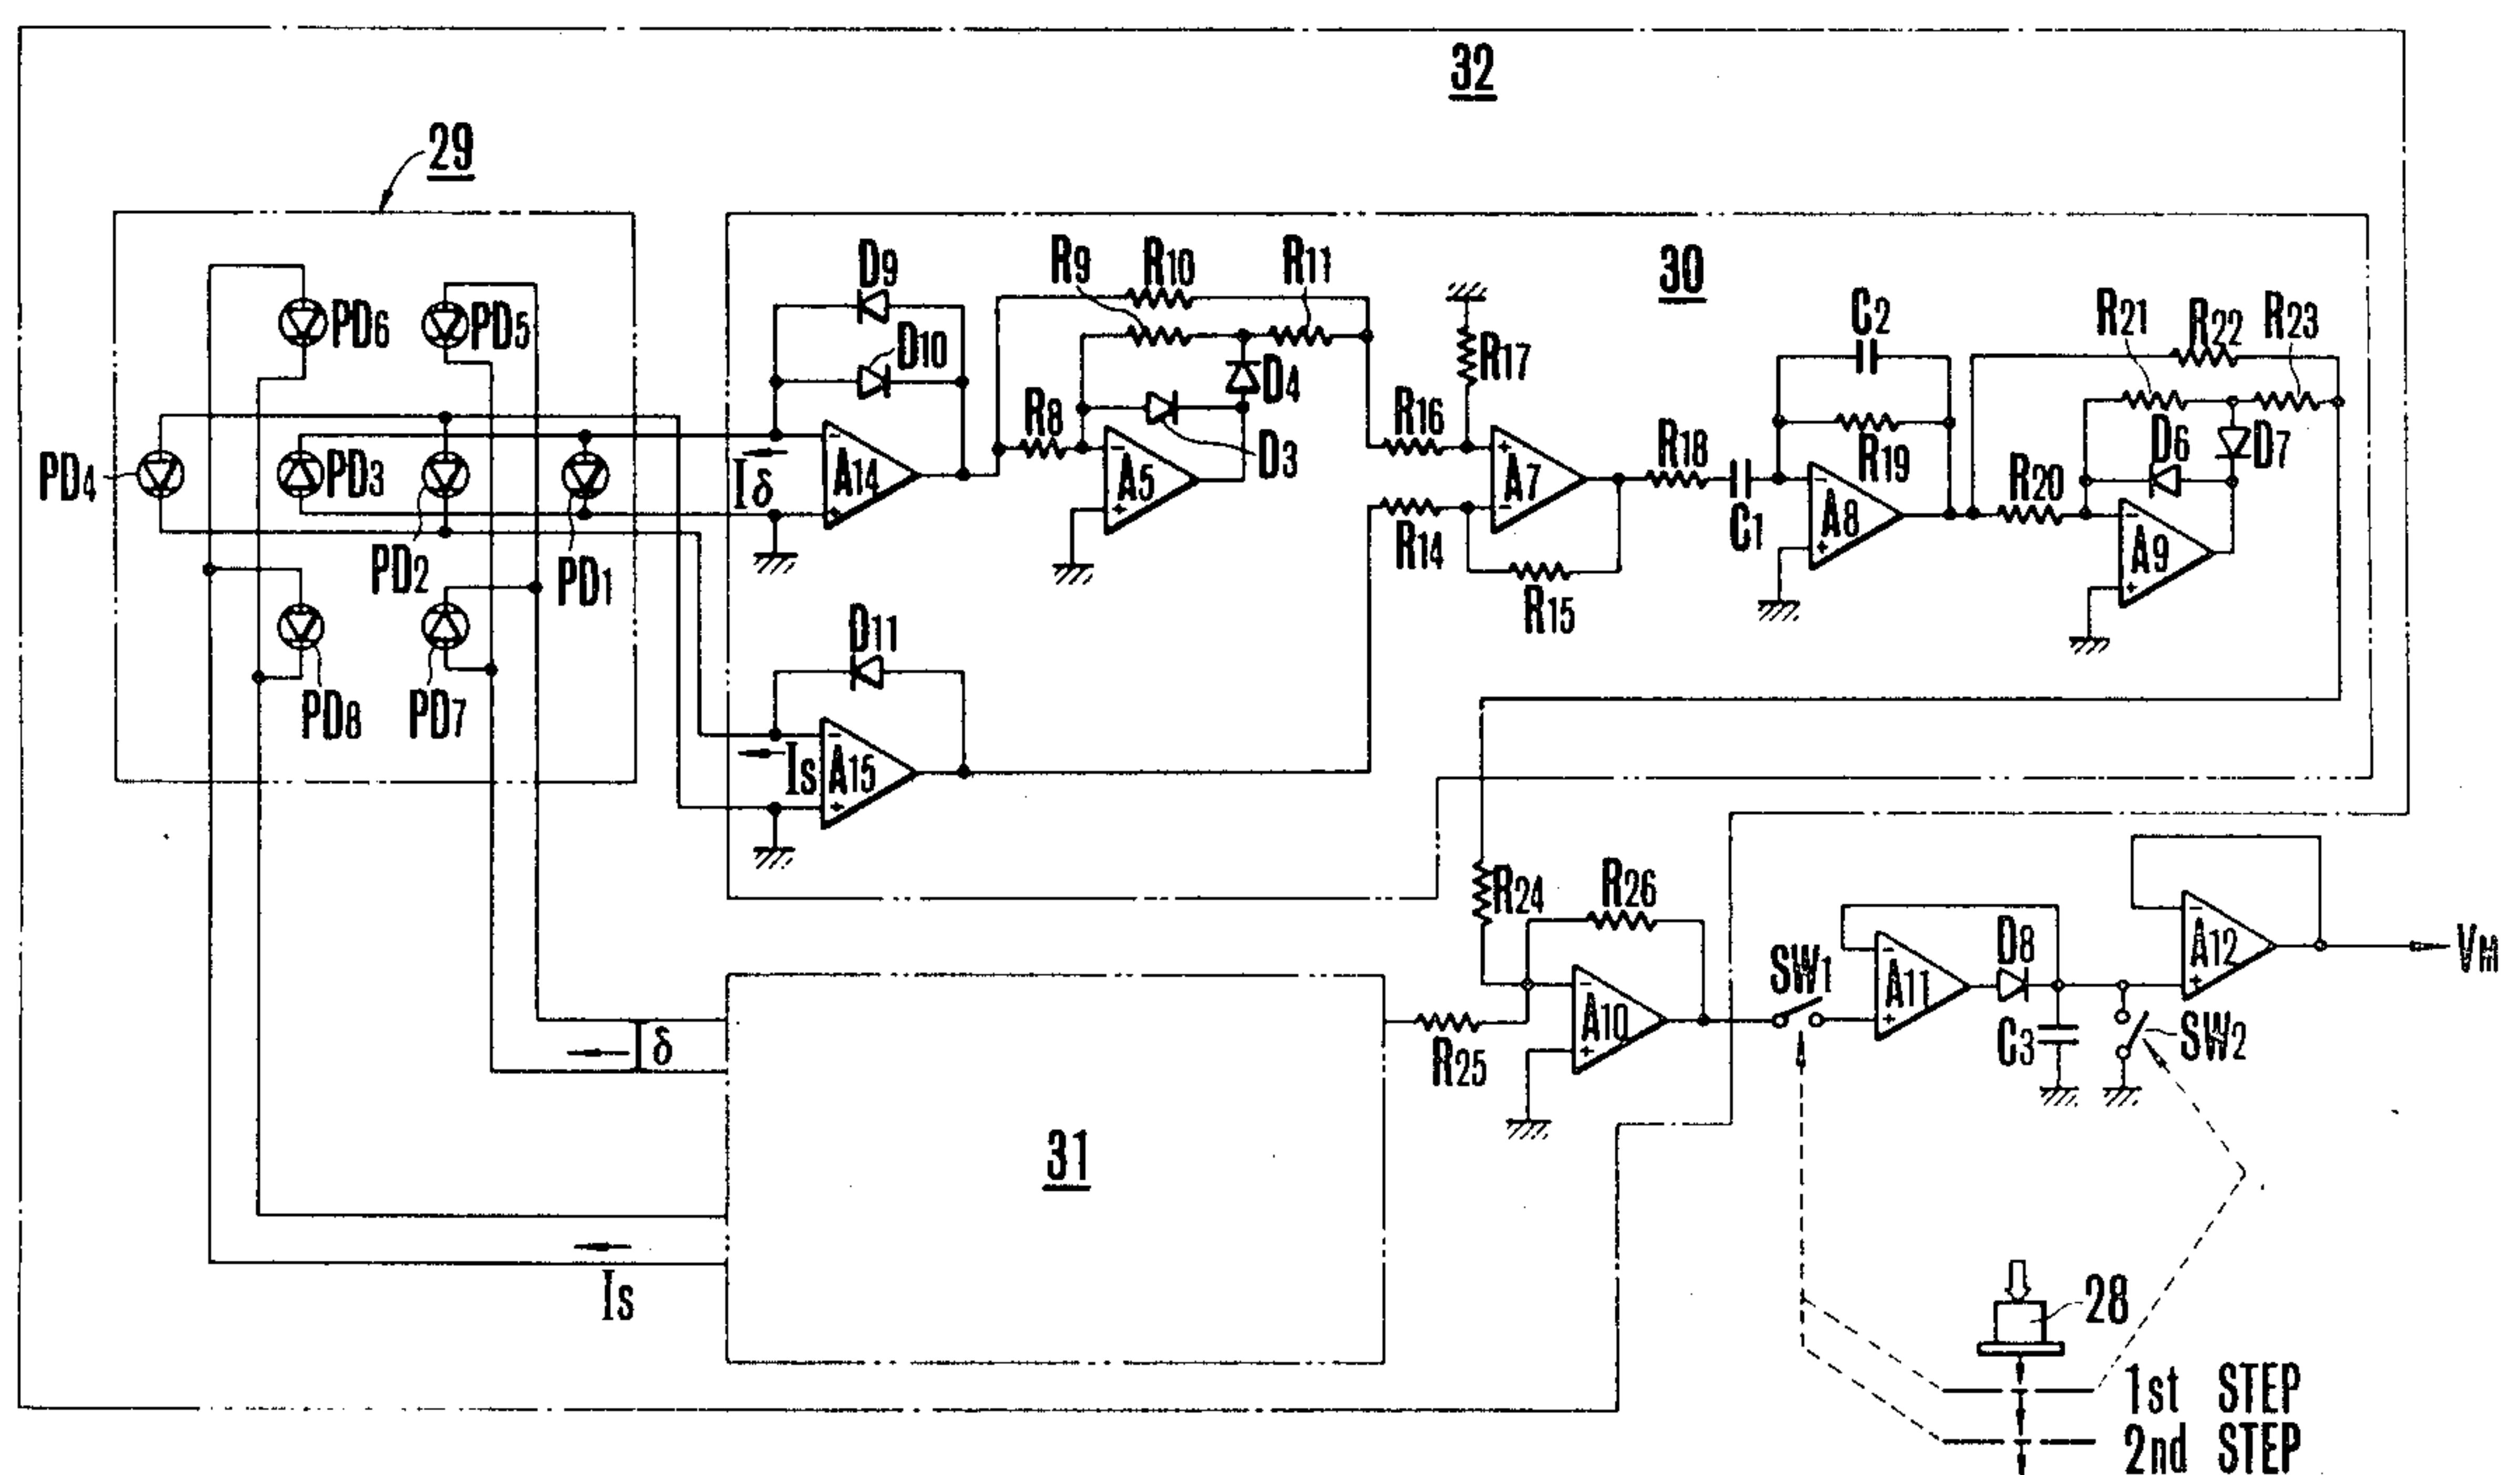 32
29
30
D9
D10
R9
R10
R11
D4
D3
R8
PD6
PD5
PD4
PD3
PD2
PD1
PD8
PD7
Iδ
A14
- +
A5
- +
R16
R17
R14
A7
+ -
R15
R18
C1
C2
R19
A8
- +
R20
R21
R22
R23
D6
D7
A9
- +
D11
Is
A15
- +
R24
R26
R25
A10
- +
SW1
A11
- +
D8
C3
SW2
A12
- +
VM
Iδ
31
Is
28
1st STEP
2nd STEP